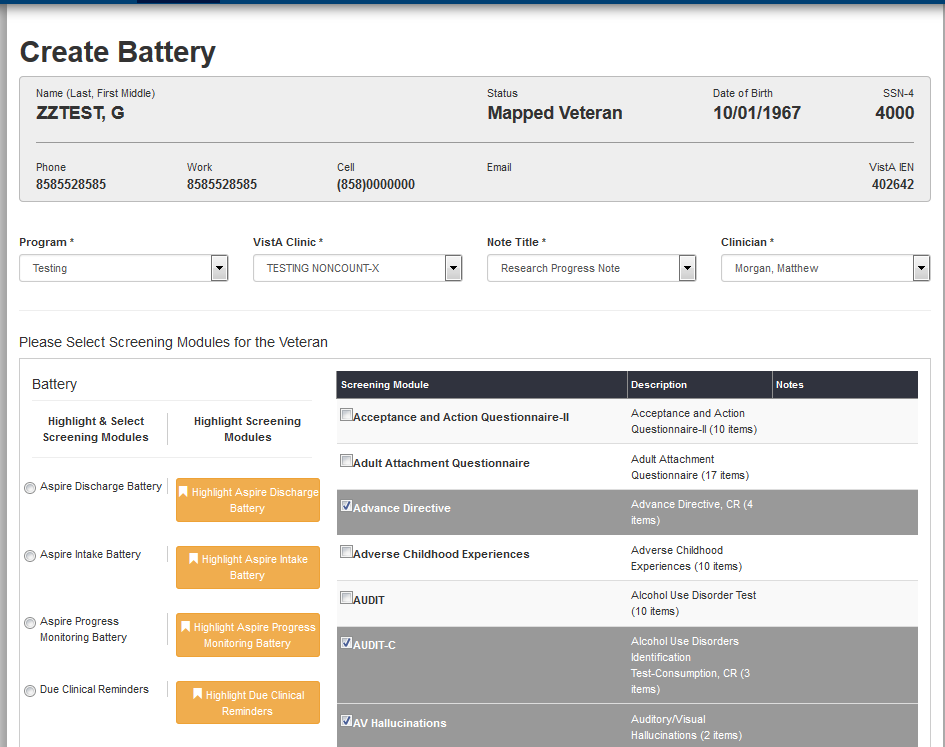 Create Battery
Name (Last, First Middle)
Status
Date of Birth
SSN-4
ZZTEST, G
Mapped Veteran
10/01/1967
4000
Phone
Work
Cell
Email
VistA IEN
8585528585
8585528585
(858)0000000
402642
Program *
VistA Clinic *
Note Title *
Clinician *
Testing
TESTING NONCOUNT-X
Research Progress Note
Morgan, Matthew
Please Select Screening Modules for the Veteran
Battery
Highlight & Select
Screening Modules
Highlight Screening
Modules
Aspire Discharge Battery
Highlight Aspire Discharge
Battery
Aspire Intake Battery
Highlight Aspire Intake
Battery
Aspire Progress
Monitoring Battery
Highlight Aspire Progress
Monitoring Battery
Due Clinical Reminders
Highlight Due Clinical
Reminders
Screening Module
Description
Notes
Acceptance and Action Questionnaire-II
Acceptance and Action
Questionnaire-II (10 items)
Adult Attachment Questionnaire
Adult Attachment
Questionnaire (17 items)
Advance Directive
Advance Directive, CR (4
items)
Adverse Childhood Experiences
Adverse Childhood
Experiences (10 items)
AUDIT
Alcohol Use Disorder Test
(10 items)
AUDIT-C
Alcohol Use Disorders
Identification
Test-Consumption, CR (3
items)
AV Hallucinations
Auditory/Visual
Hallucinations (2 items)